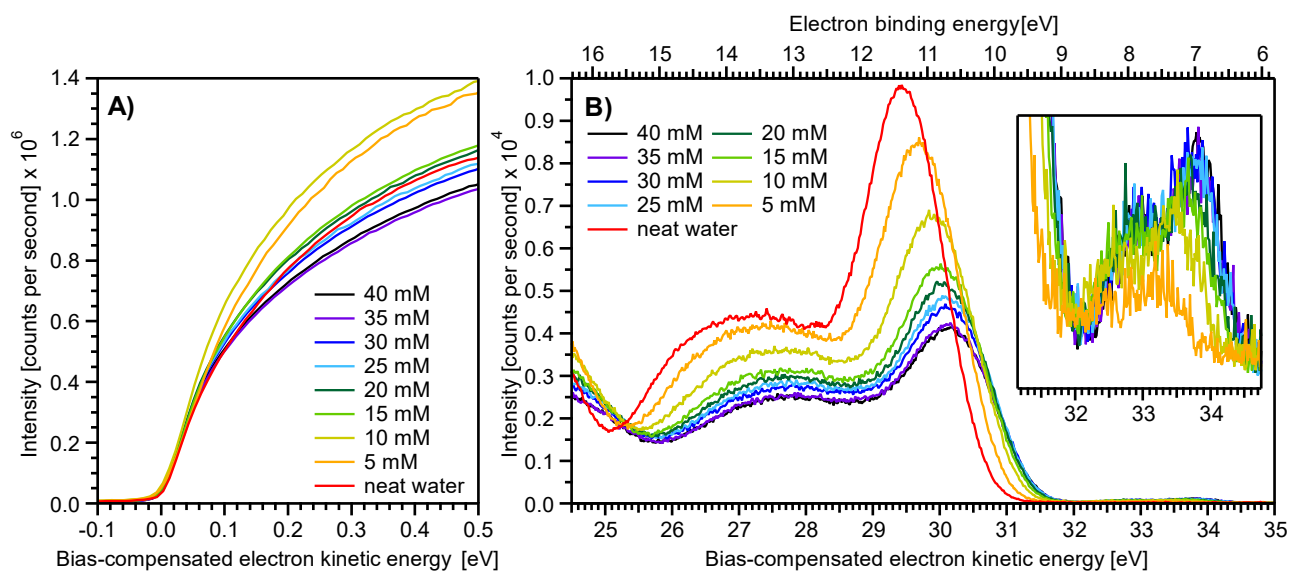 Electron binding energy[eV]
16 15 14 13 12 11 10 9 8 7 6
A)
Intensity [counts per second] x 10^6
1.4
1.2
1.0
0.8
0.6
0.4
0.2
0.0
40 mM
35 mM
30 mM
25 mM
20 mM
15 mM
10 mM
5 mM
neat water
-0.1 0.0 0.1 0.2 0.3 0.4 0.5
Bias-compensated electron kinetic energy [eV]
B)
Intensity [counts per second] x 10^4
1.0
0.9
0.8
0.7
0.6
0.5
0.4
0.3
0.2
0.1
0.0
40 mM 20 mM
35 mM 15 mM
30 mM 10 mM
25 mM 5 mM
neat water
32 33 34
25 26 27 28 29 30 31 32 33 34 35
Bias-compensated electron kinetic energy [eV]